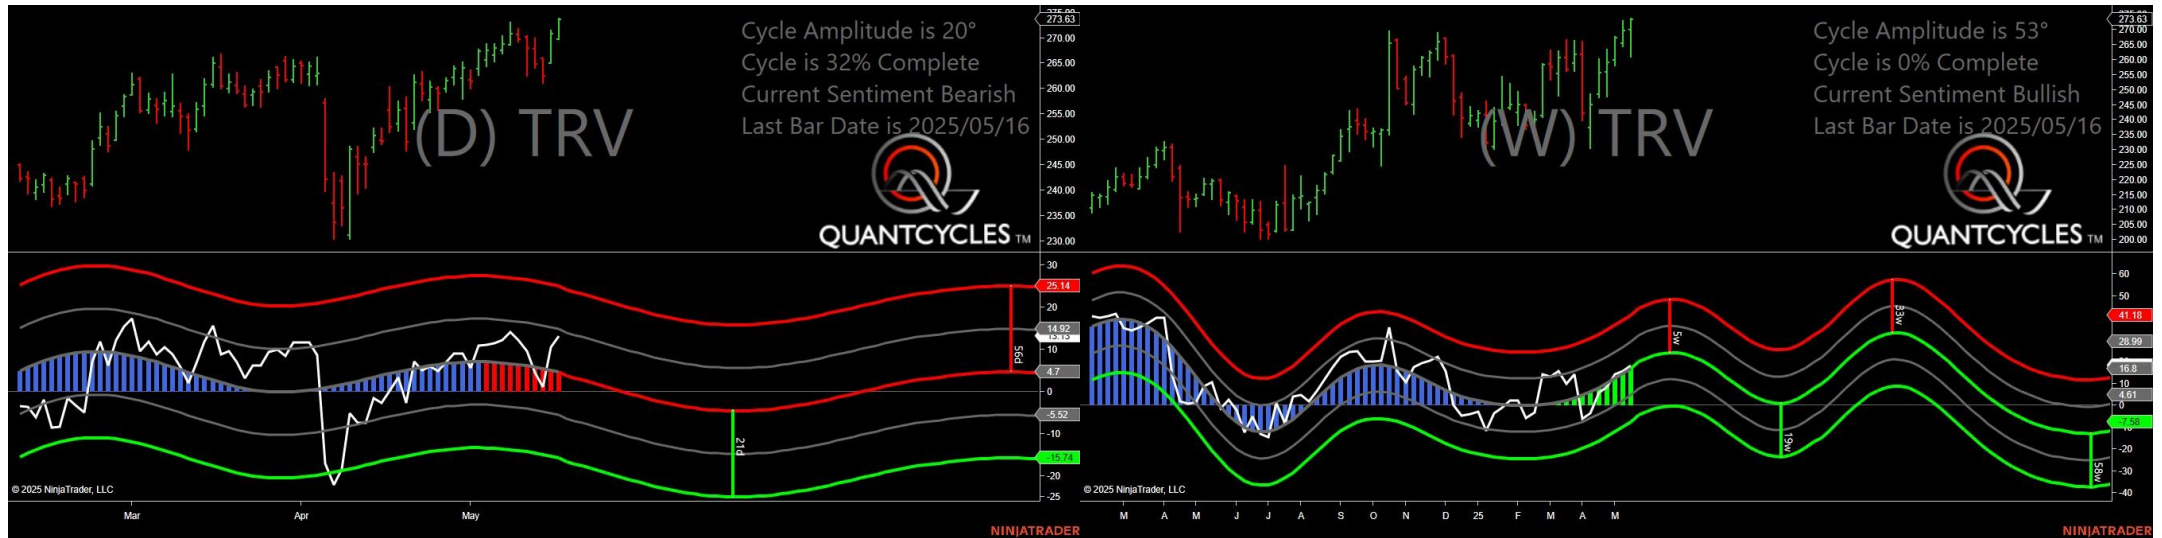 275.00
273.63
270.00
265.00
260.00
255.00
250.00
245.00
240.00
235.00
230.00
Cycle Amplitude is 20°
Cycle is 32% Complete
Current Sentiment Bearish
Last Bar Date is 2025/05/16
(D) TRV
QUANTCYCLES TM
30
25.14
20
14.92
10
4.7
0
-5.52
-10
-15.74
-20
-25
56d
21d
© 2025 NinjaTrader, LLC
Mar
Apr
May
NINJATRADER
273.63
270.00
265.00
260.00
255.00
250.00
245.00
240.00
235.00
230.00
225.00
220.00
215.00
210.00
205.00
200.00
Cycle Amplitude is 53°
Cycle is 0% Complete
Current Sentiment Bullish
Last Bar Date is 2025/05/16
(W) TRV
QUANTCYCLES TM
60
50
41.18
28.99
16.8
10
4.61
0
-7.58
-20
-30
-40
5w
33w
19w
58w
© 2025 NinjaTrader, LLC
M A M J J A S O N D 25 F M A M
NINJATRADER